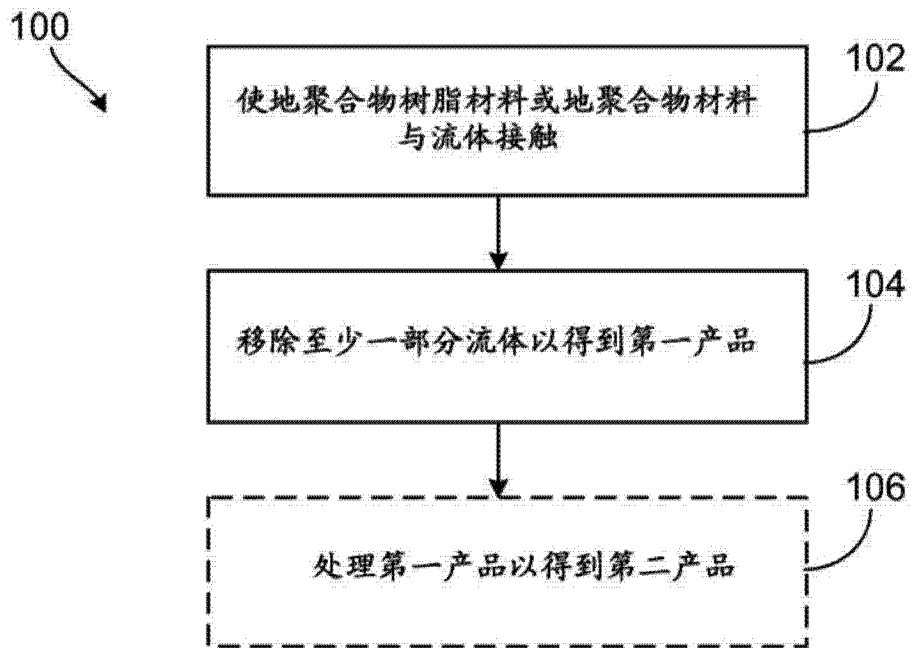 100
102
使地聚合物树脂材料或地聚合物材料
与流体接触
104
移除至少一部分流体以得到第一产品
106
处理第一产品以得到第二产品